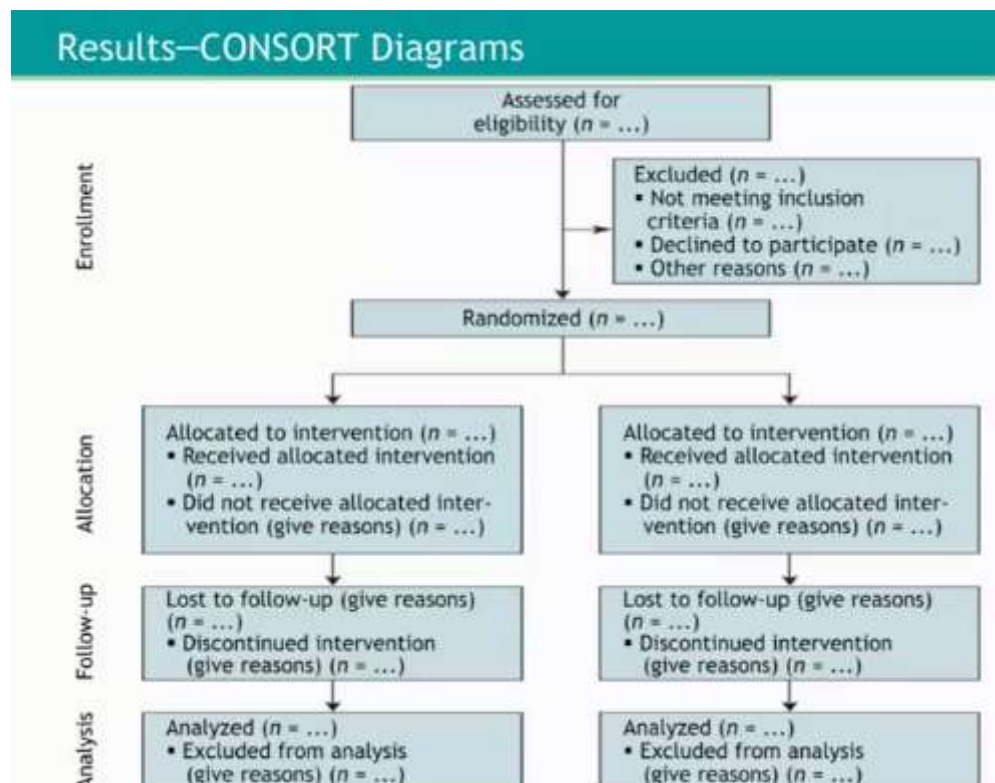 Results—CONSORT Diagrams
Assessed for
eligibility (n = ...)
Enrollment
Excluded (n = ...)
▪ Not meeting inclusion
criteria (n = ...)
▪ Declined to participate (n = ...)
▪ Other reasons (n = ...)
Randomized (n = ...)
Allocation
Allocated to intervention (n = ...)
▪ Received allocated intervention
(n = ...)
▪ Did not receive allocated inter-
vention (give reasons) (n = ...)
Allocated to intervention (n = ...)
▪ Received allocated intervention
(n = ...)
▪ Did not receive allocated inter-
vention (give reasons) (n = ...)
Follow-up
Lost to follow-up (give reasons)
(n = ...)
▪ Discontinued intervention
(give reasons) (n = ...)
Lost to follow-up (give reasons)
(n = ...)
▪ Discontinued intervention
(give reasons) (n = ...)
Analysis
Analyzed (n = ...)
▪ Excluded from analysis
(give reasons) (n = ...)
Analyzed (n = ...)
▪ Excluded from analysis
(give reasons) (n = ...)